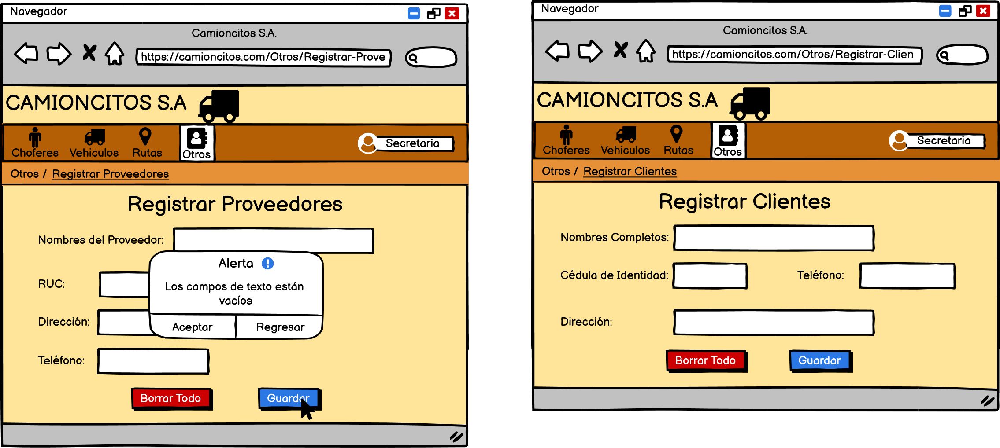 Navegador
Camioncitos S.A.
https://camioncitos.com/Otros/Registrar-Prove
CAMIONCITOS S.A
Choferes
Vehiculos
Rutas
Otros
Secretaria
Otros / Registrar Proveedores
Registrar Proveedores
Nombres del Proveedor:
Alerta
Los campos de texto están
vacíos
Aceptar
Regresar
RUC:
Dirección:
Teléfono:
Borrar Todo
Guardar
Navegador
Camioncitos S.A.
https://camioncitos.com/Otros/Registrar-Clien
CAMIONCITOS S.A
Choferes
Vehiculos
Rutas
Otros
Secretaria
Otros / Registrar Clientes
Registrar Clientes
Nombres Completos:
Cédula de Identidad:
Teléfono:
Dirección:
Borrar Todo
Guardar